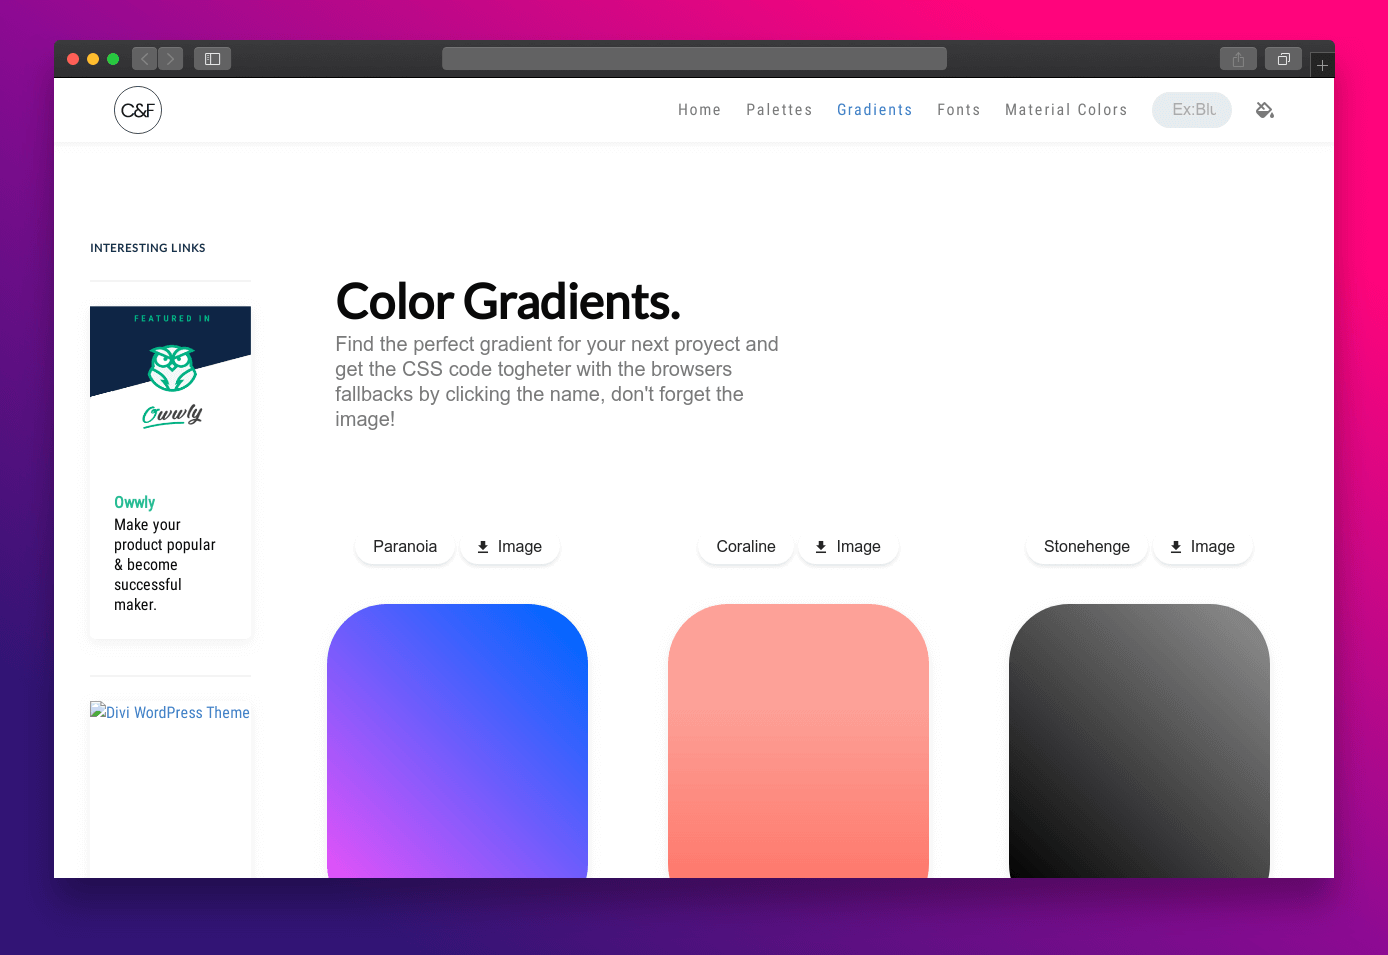 C&F
Home Palettes Gradients Fonts Material Colors Ex:Blu
INTERESTING LINKS
FEATURED IN
Owwly
Owwly
Make your
product popular
& become
successful
maker.
Divi WordPress Theme
Color Gradients.
Find the perfect gradient for your next proyect and
get the CSS code togheter with the browsers
fallbacks by clicking the name, don't forget the
image!
Paranoia Image
Coraline Image
Stonehenge Image